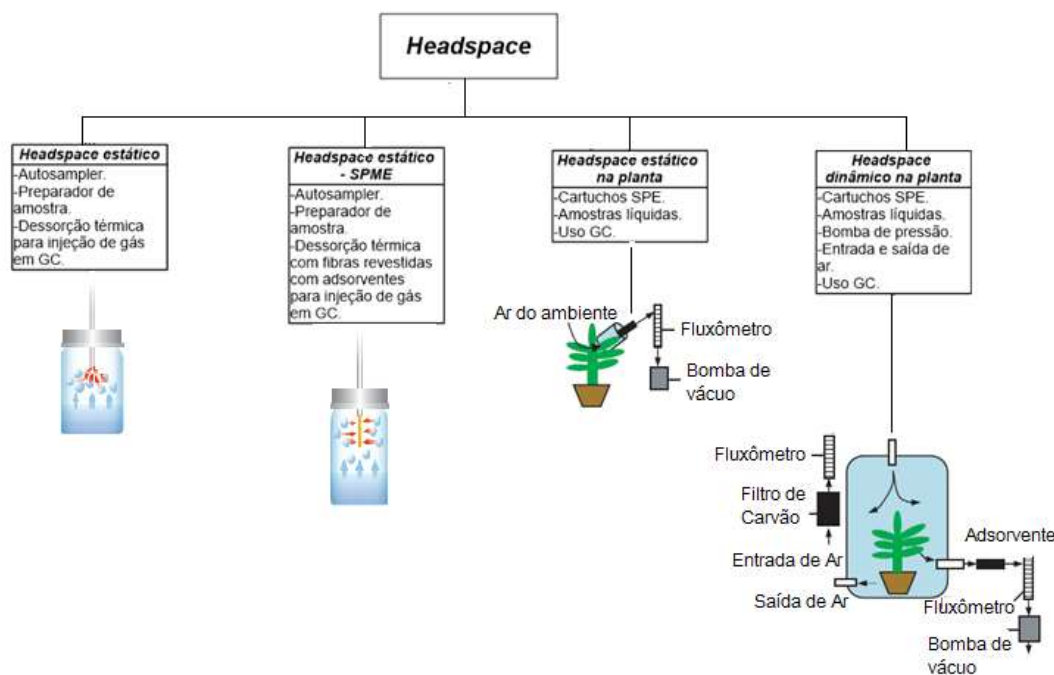 Headspace
Headspace estático
-Autosampler.
-Preparador de
amostra.
-Dessorção térmica
para injeção de gás
em GC.
Headspace estático
- SPME
-Autosampler.
-Preparador de
amostra.
-Dessorção térmica
com fibras revestidas
com adsorventes
para injeção de gás
em GC.
Headspace estático
na planta
-Cartuchos SPE.
-Amostras líquidas.
-Uso GC.
Headspace
dinâmico na planta
-Cartuchos SPE.
-Amostras líquidas.
-Bomba de pressão.
-Entrada e saída de
ar.
-Uso GC.
Ar do ambiente
Fluxômetro
Bomba de
vácuo
Fluxômetro
Filtro de
Carvão
Entrada de Ar
Saída de Ar
Adsorvente
Fluxômetro
Bomba de
vácuo